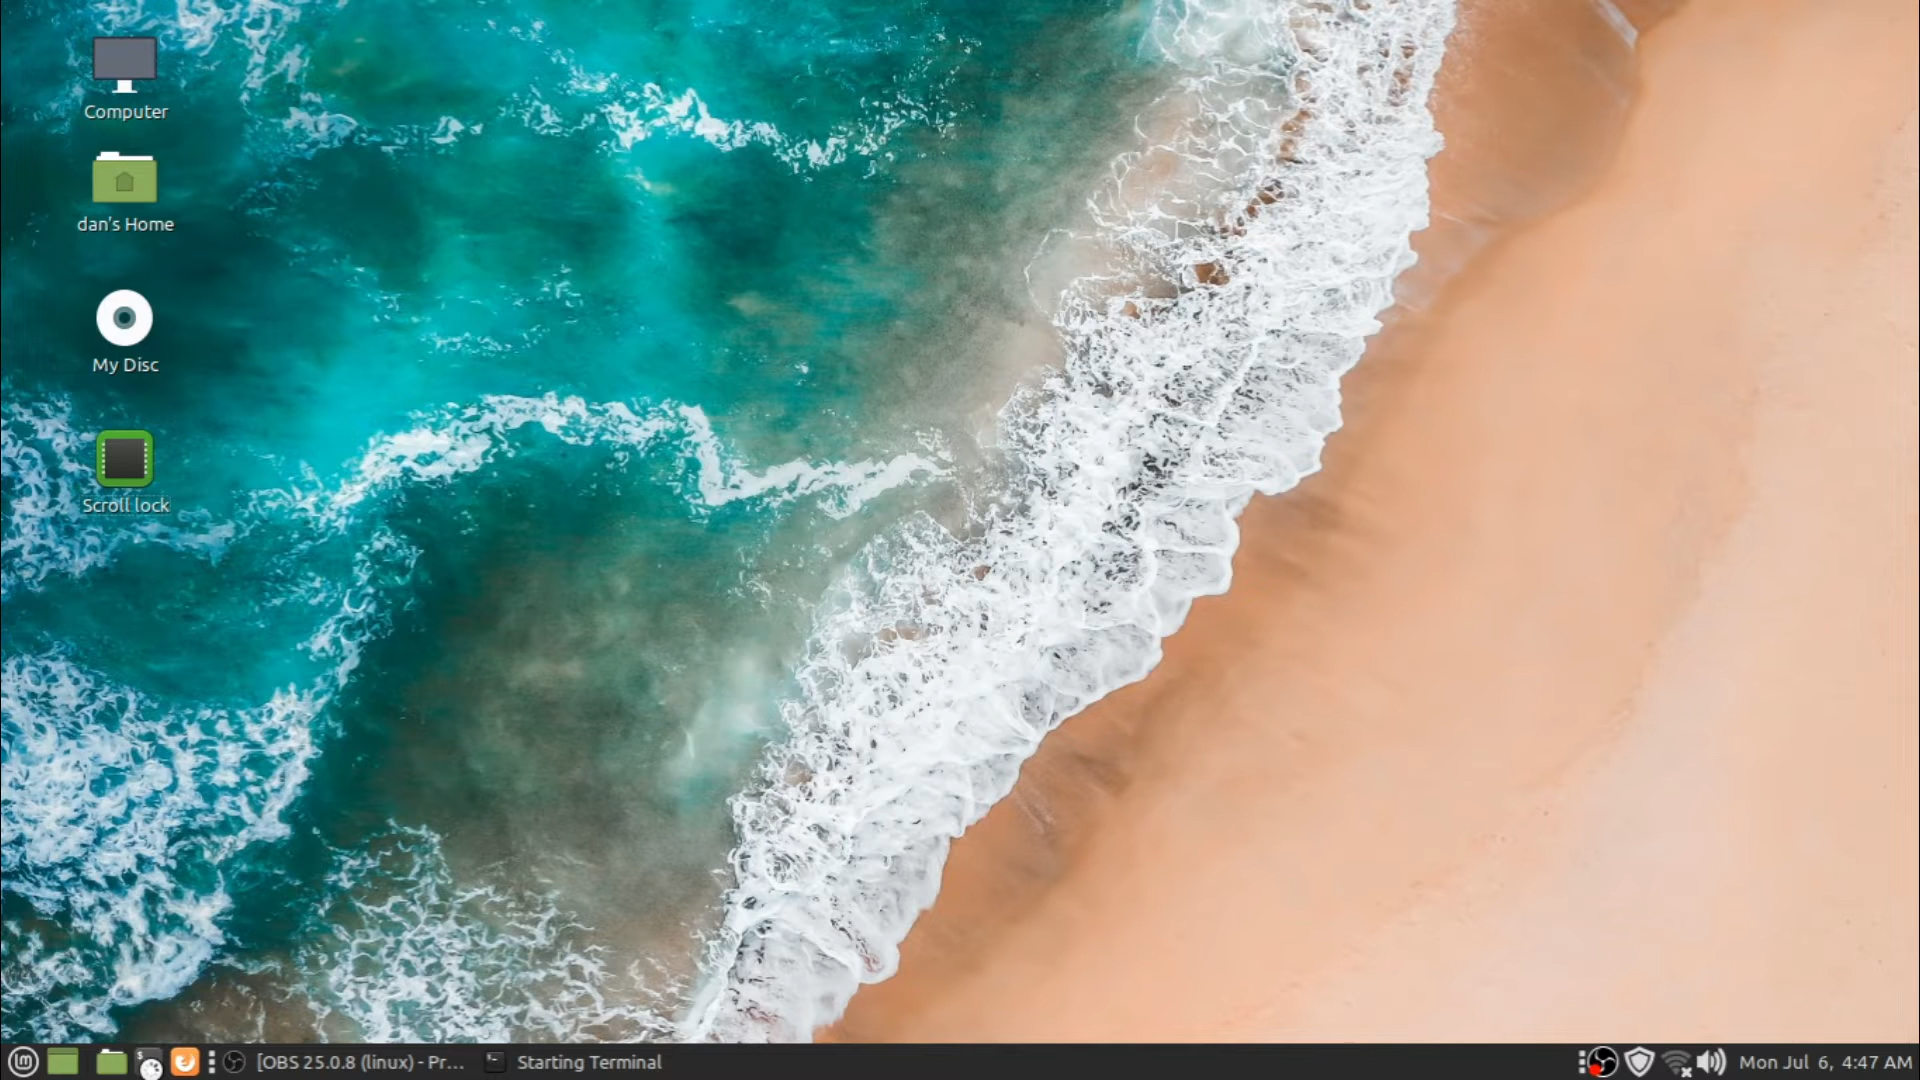 Computer
dan's Home
My Disc
Scroll lock
[OBS 25.0.8 (linux) - Pr...
Starting Terminal
Mon Jul 6, 4:47 AM